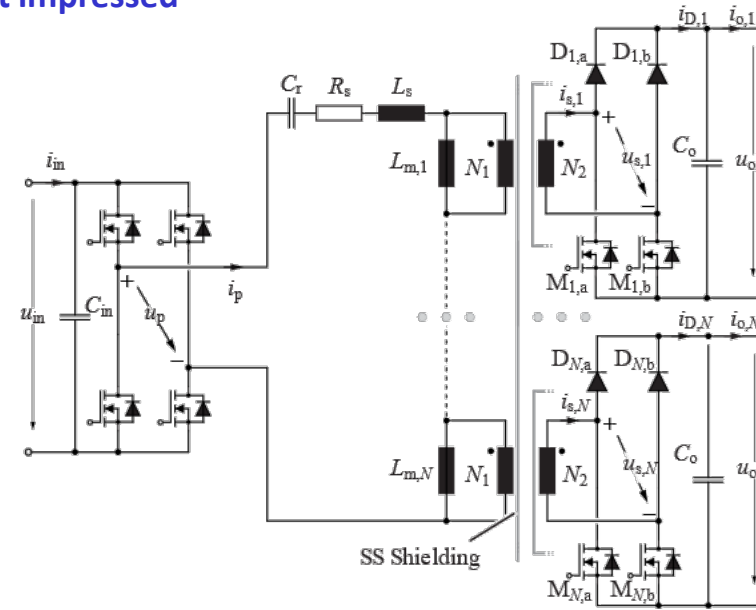 t impressed
i_D,1 i_o,1
D_1,a D_1,b
C_r R_s L_s
i_s,1
+
L_m,1 N_1 N_2 u_s,1 C_o u_o
i_in
−
M_1,a M_1,b
+
i_p
u_in C_in u_p
−
i_D,N i_o,N
D_N,a D_N,b
i_s,N
+
L_m,N N_1 N_2 u_s,N C_o u_o
−
SS Shielding
M_N,a M_N,b